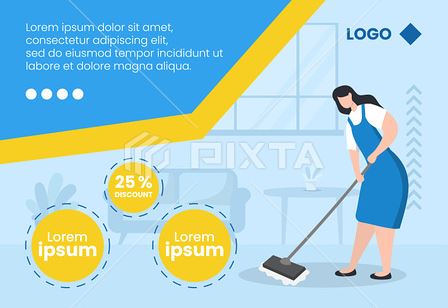 Lorem ipsum dolor sit amet,
consectetur adipiscing elit,
sed do eiusmod tempor incididunt
ut labore et dolore
magna aliqua.
LOGO
PIXTA
25 %
DISCOUNT
Lorem
ipsum
Lorem
ipsum